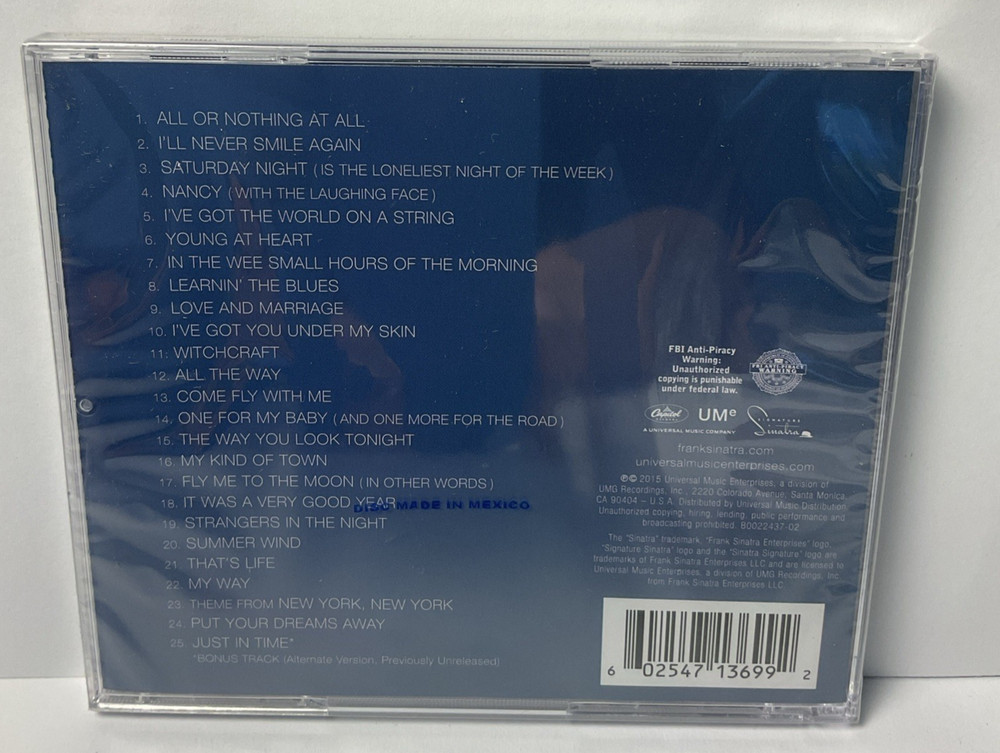 1. ALL OR NOTHING AT ALL
2. I'LL NEVER SMILE AGAIN
3. SATURDAY NIGHT (IS THE LONELIEST NIGHT OF THE WEEK)
4. NANCY (WITH THE LAUGHING FACE)
5. I'VE GOT THE WORLD ON A STRING
6. YOUNG AT HEART
7. IN THE WEE SMALL HOURS OF THE MORNING
8. LEARNIN' THE BLUES
9. LOVE AND MARRIAGE
10. I'VE GOT YOU UNDER MY SKIN
11. WITCHCRAFT
12. ALL THE WAY
13. COME FLY WITH ME
14. ONE FOR MY BABY (AND ONE MORE FOR THE ROAD)
15. THE WAY YOU LOOK TONIGHT
16. MY KIND OF TOWN
17. FLY ME TO THE MOON (IN OTHER WORDS)
18. IT WAS A VERY GOOD YEAR
DISC MADE IN MEXICO
19. STRANGERS IN THE NIGHT
20. SUMMER WIND
21. THAT'S LIFE
22. MY WAY
23. THEME FROM NEW YORK, NEW YORK
24. PUT YOUR DREAMS AWAY
25. JUST IN TIME*
*BONUS TRACK (Alternate Version, Previously Unreleased)
FBI Anti-Piracy
Warning:
Unauthorized
copying is punishable
under federal law.
FBI ANTI-PIRACY
WARNING
Capitol
UMe
A UNIVERSAL MUSIC COMPANY
SIGNATURE
Sinatra
franksinatra.com
universalmusicenterprises.com
℗© 2015 Universal Music Enterprises, a division of
UMG Recordings, Inc., 2220 Colorado Avenue, Santa Monica,
CA 90404 – U.S.A. Distributed by Universal Music Distribution.
Unauthorized copying, hiring, lending, public performance and
broadcasting prohibited. B0022437-02
The "Sinatra" trademark, "Frank Sinatra Enterprises" logo,
"Signature Sinatra" logo and the "Sinatra Signature" logo are
trademarks of Frank Sinatra Enterprises LLC and are licensed to
Universal Music Enterprises, a division of UMG Recordings, Inc.
from Frank Sinatra Enterprises LLC.
6 02547 13699 2